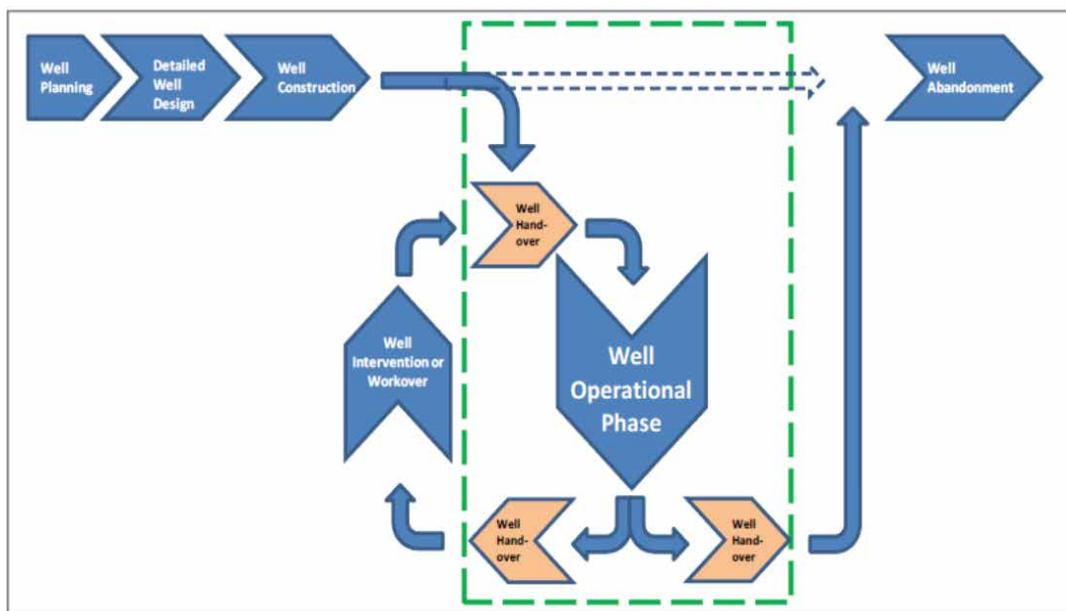 Well
Planning
Detailed
Well
Design
Well
Construction
Well
Abandonment
Well
Hand-
over
Well
Intervention or
Workover
Well
Operational
Phase
Well
Hand-
over
Well
Hand-
over